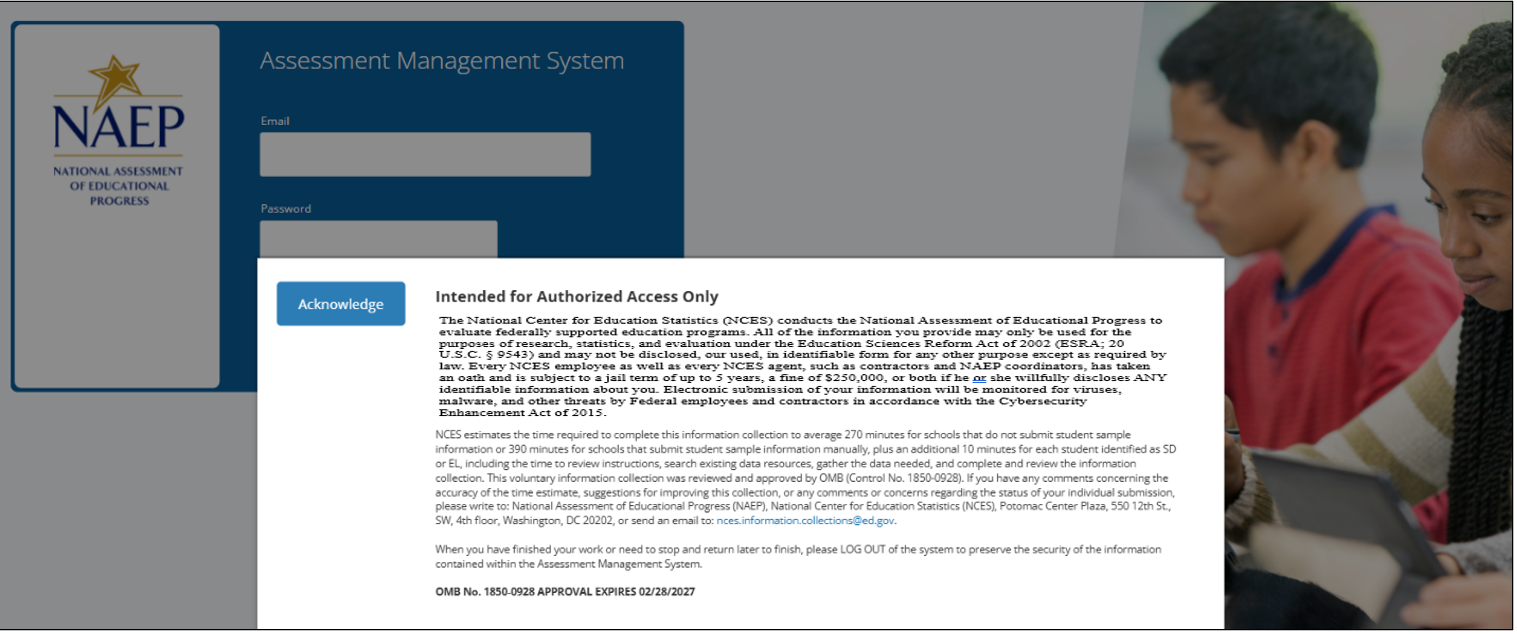 NAEP
NATIONAL ASSESSMENT
OF EDUCATIONAL
PROGRESS
Assessment Management System
Email
Password
Acknowledge
Intended for Authorized Access Only
The National Center for Education Statistics (NCES) conducts the National Assessment of Educational Progress to
evaluate federally supported education programs. All of the information you provide may only be used for the
purposes of research, statistics, and evaluation under the Education Sciences Reform Act of 2002 (ESRA; 20
U.S.C. § 9543) and may not be disclosed, our used, in identifiable form for any other purpose except as required by
law. Every NCES employee as well as every NCES agent, such as contractors and NAEP coordinators, has taken
an oath and is subject to a jail term of up to 5 years, a fine of $250,000, or both if he or she willfully discloses ANY
identifiable information about you. Electronic submission of your information will be monitored for viruses,
malware, and other threats by Federal employees and contractors in accordance with the Cybersecurity
Enhancement Act of 2015.
NCES estimates the time required to complete this information collection to average 270 minutes for schools that do not submit student sample
information or 390 minutes for schools that submit student sample information manually, plus an additional 10 minutes for each student identified as SD
or EL, including the time to review instructions, search existing data resources, gather the data needed, and complete and review the information
collection. This voluntary information collection was reviewed and approved by OMB (Control No. 1850-0928). If you have any comments concerning the
accuracy of the time estimate, suggestions for improving this collection, or any comments or concerns regarding the status of your individual submission,
please write to: National Assessment of Educational Progress (NAEP), National Center for Education Statistics (NCES), Potomac Center Plaza, 550 12th St.,
SW, 4th floor, Washington, DC 20202, or send an email to: nces.information.collections@ed.gov.
When you have finished your work or need to stop and return later to finish, please LOG OUT of the system to preserve the security of the information
contained within the Assessment Management System.
OMB No. 1850-0928 APPROVAL EXPIRES 02/28/2027